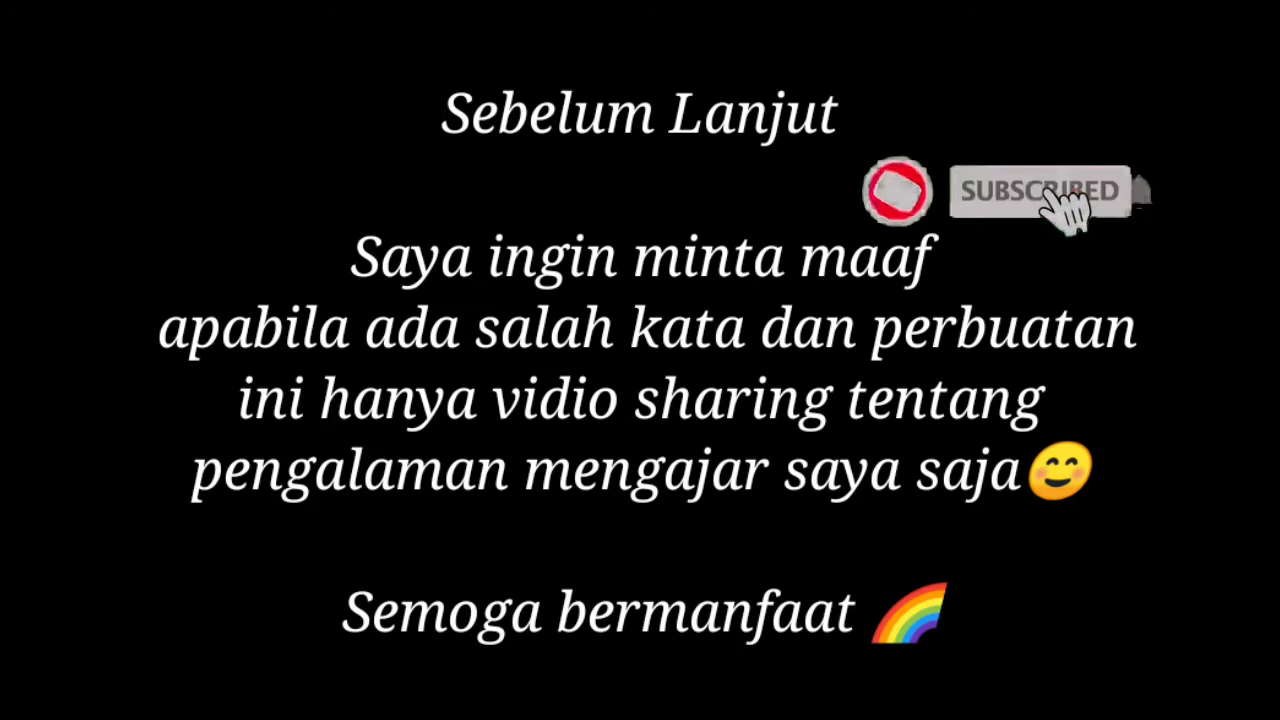 Sebelum Lanjut
SUBSCRIBED
Saya ingin minta maaf
apabila ada salah kata dan perbuatan
ini hanya vidio sharing tentang
pengalaman mengajar saya saja😊
Semoga bermanfaat 🌈